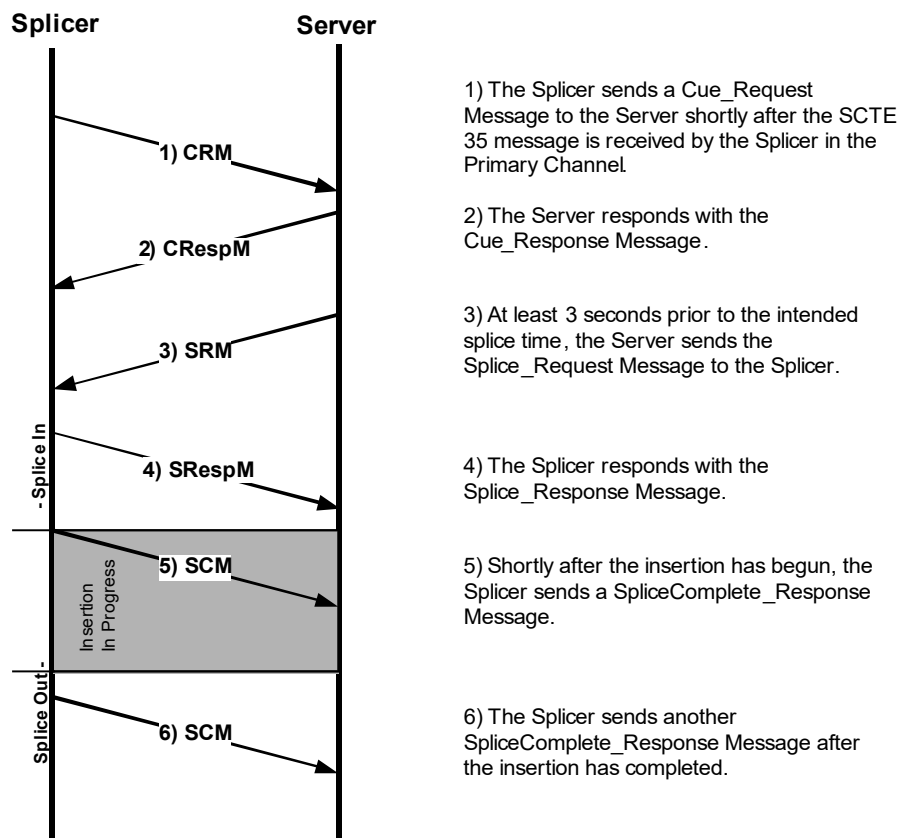 Splicer
Server
1) CRM
2) CRespM
3) SRM
4) SRespM
- Splice In
5) SCM
Insertion
In Progress
Splice Out -
6) SCM
1) The Splicer sends a Cue_Request
Message to the Server shortly after the SCTE
35 message is received by the Splicer in the
Primary Channel.
2) The Server responds with the
Cue_Response Message.
3) At least 3 seconds prior to the intended
splice time, the Server sends the
Splice_Request Message to the Splicer.
4) The Splicer responds with the
Splice_Response Message.
5) Shortly after the insertion has begun, the
Splicer sends a SpliceComplete_Response
Message.
6) The Splicer sends another
SpliceComplete_Response Message after
the insertion has completed.